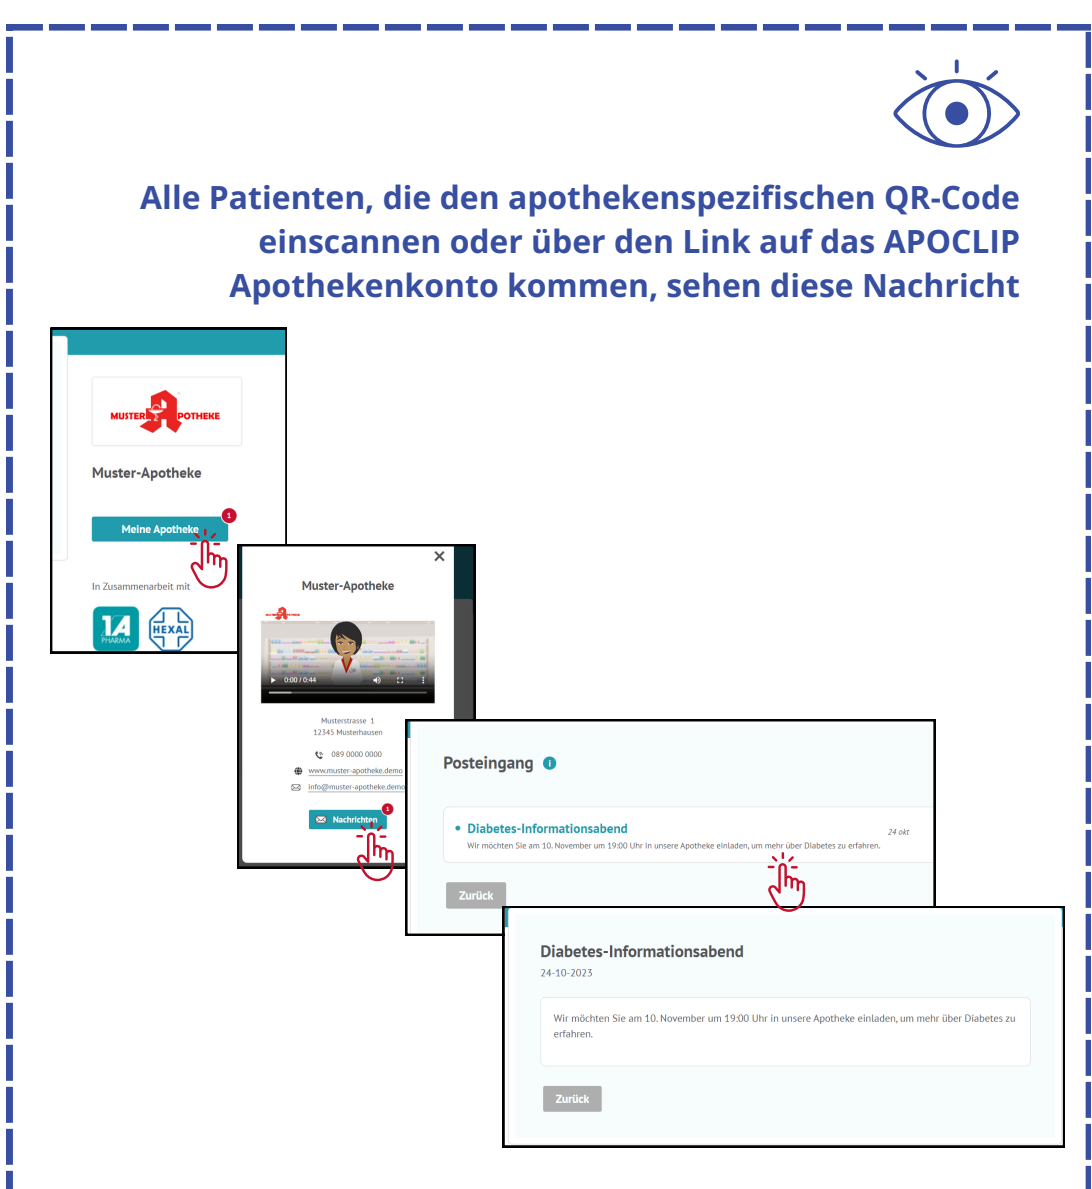 Alle Patienten, die den apothekenspezifischen QR-Code
einscannen oder über den Link auf das APOCLIP
Apothekenkonto kommen, sehen diese Nachricht
MUSTER POTHEKE
Muster-Apotheke
1
Meine Apotheke
In Zusammenarbeit mit
1A
PHARMA
HEXAL
Muster-Apotheke
0:00 / 0:44
Musterstrasse 1
12345 Musterhausen
089 0000 0000
www.muster-apotheke.demo
info@muster-apotheke.demo
1
Nachrichten
Posteingang i
Diabetes-Informationsabend
24 okt
Wir möchten Sie am 10. November um 19:00 Uhr in unsere Apotheke einladen, um mehr über Diabetes zu erfahren.
Zurück
Diabetes-Informationsabend
24-10-2023
Wir möchten Sie am 10. November um 19:00 Uhr in unsere Apotheke einladen, um mehr über Diabetes zu
erfahren.
Zurück